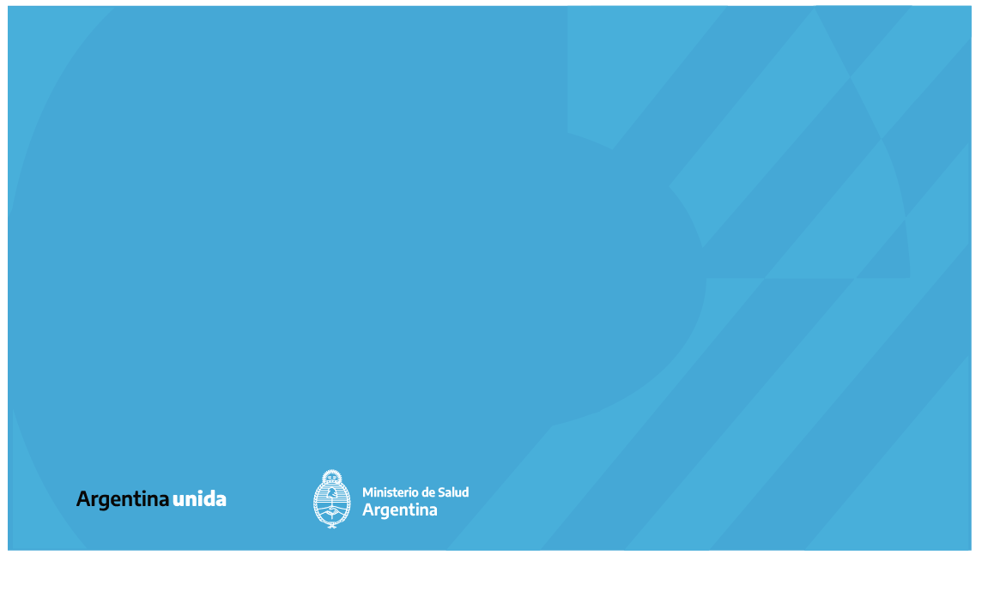 Argentina unida
Ministerio de Salud
Argentina